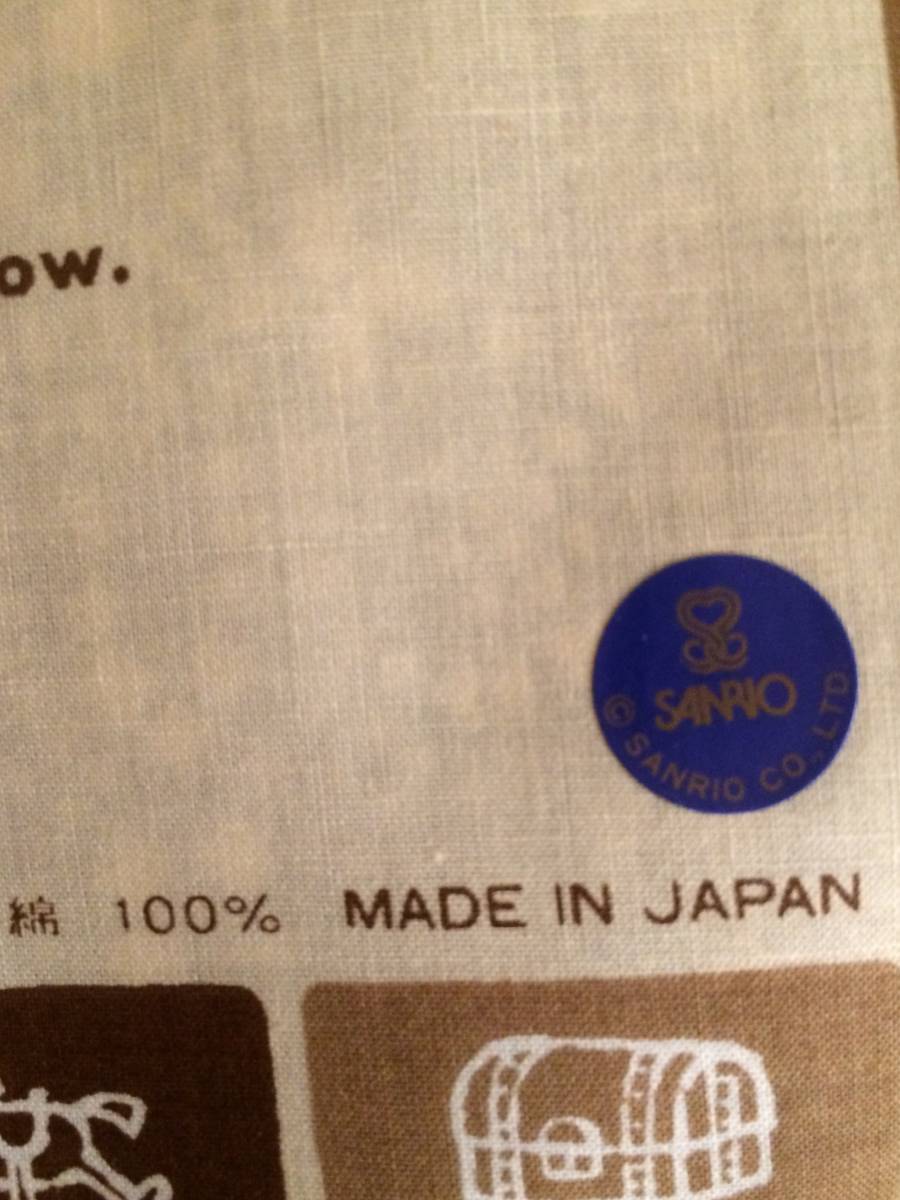 ow.
SANRIO
© SANRIO CO., LTD
綿 100% MADE IN JAPAN